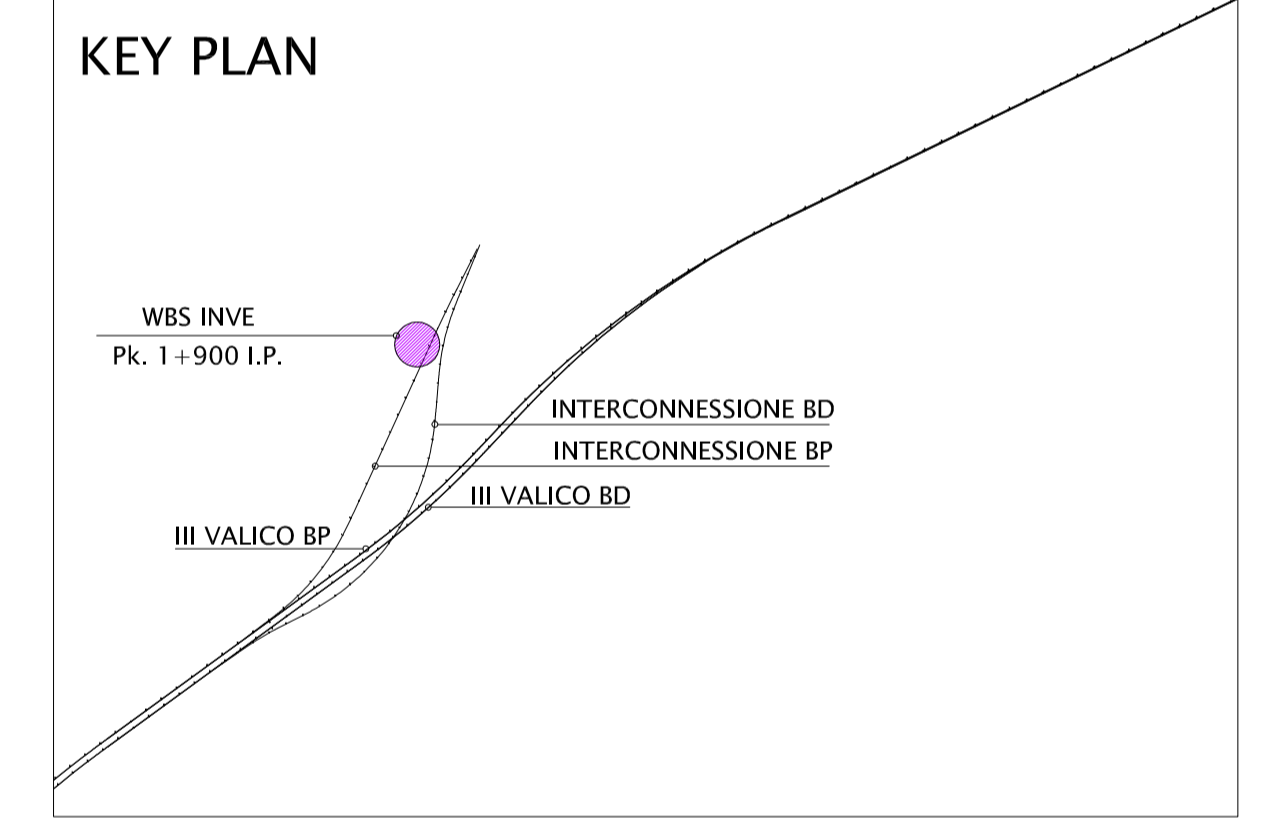 KEY PLAN
WBS INVE
Pk. 1+900 I.P.
INTERCONNESSIONE BD
INTERCONNESSIONE BP
III VALICO BD
III VALICO BP